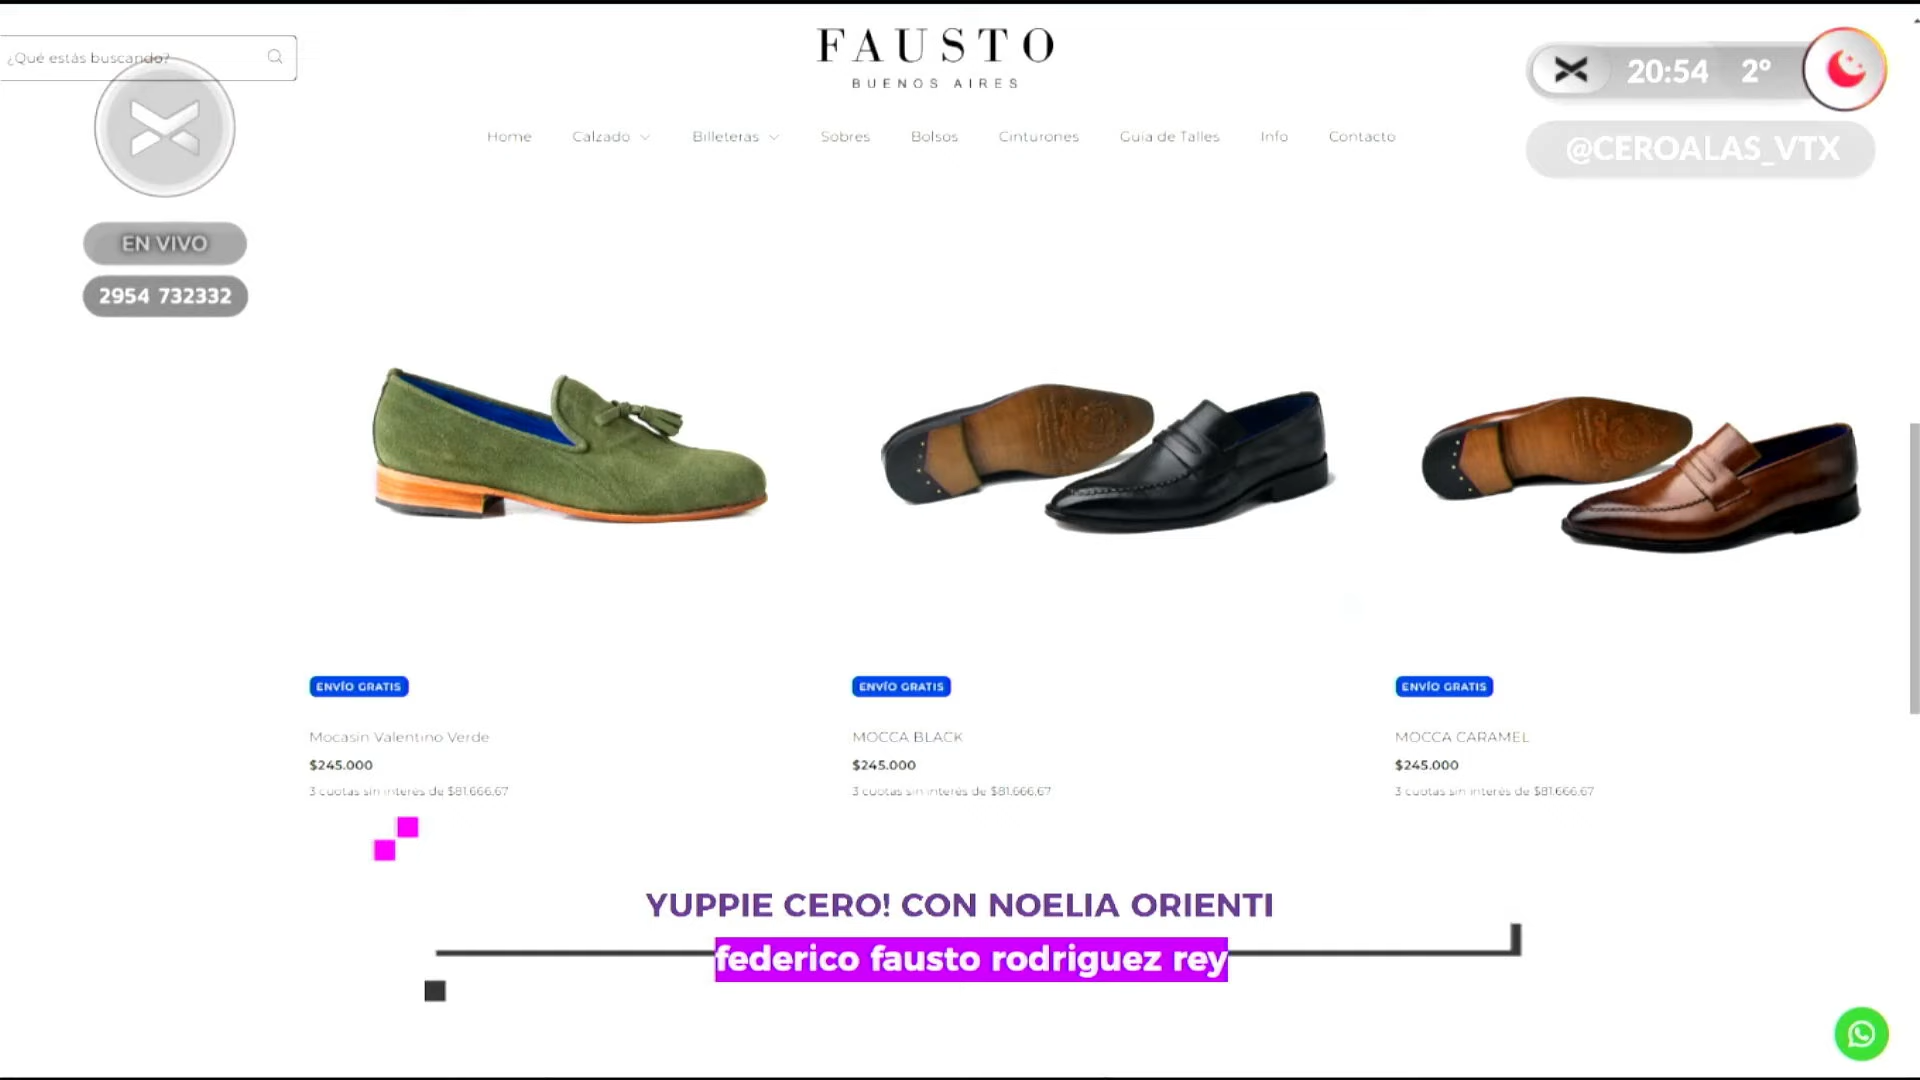 ¿Qué estás buscando?
FAUSTO
BUENOS AIRES
20:54 2°
@CEROALAS_VTX
Home Calzado Billeteras Sobres Bolsos Cinturones Guia de Talles Info Contacto
EN VIVO
2954 732332
ENVÍO GRATIS ENVÍO GRATIS ENVÍO GRATIS
Mocasin Valentino Verde MOCCA BLACK MOCCA CARAMEL
$245.000 $245.000 $245.000
3 cuotas sin interés de $81.666,67 3 cuotas sin interés de $81.666,67 3 cuotas sin interés de $81.666,67
YUPPIE CERO! CON NOELIA ORIENTI
federico fausto rodriguez rey